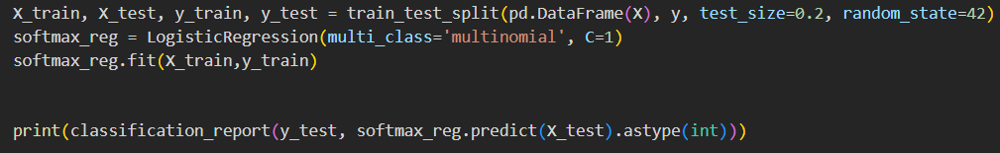 X_train, X_test, y_train, y_test = train_test_split(pd.DataFrame(X), y, test_size=0.2, random_state=42)
softmax_reg = LogisticRegression(multi_class='multinomial', C=1)
softmax_reg.fit(X_train,y_train)
print(classification_report(y_test, softmax_reg.predict(X_test).astype(int)))